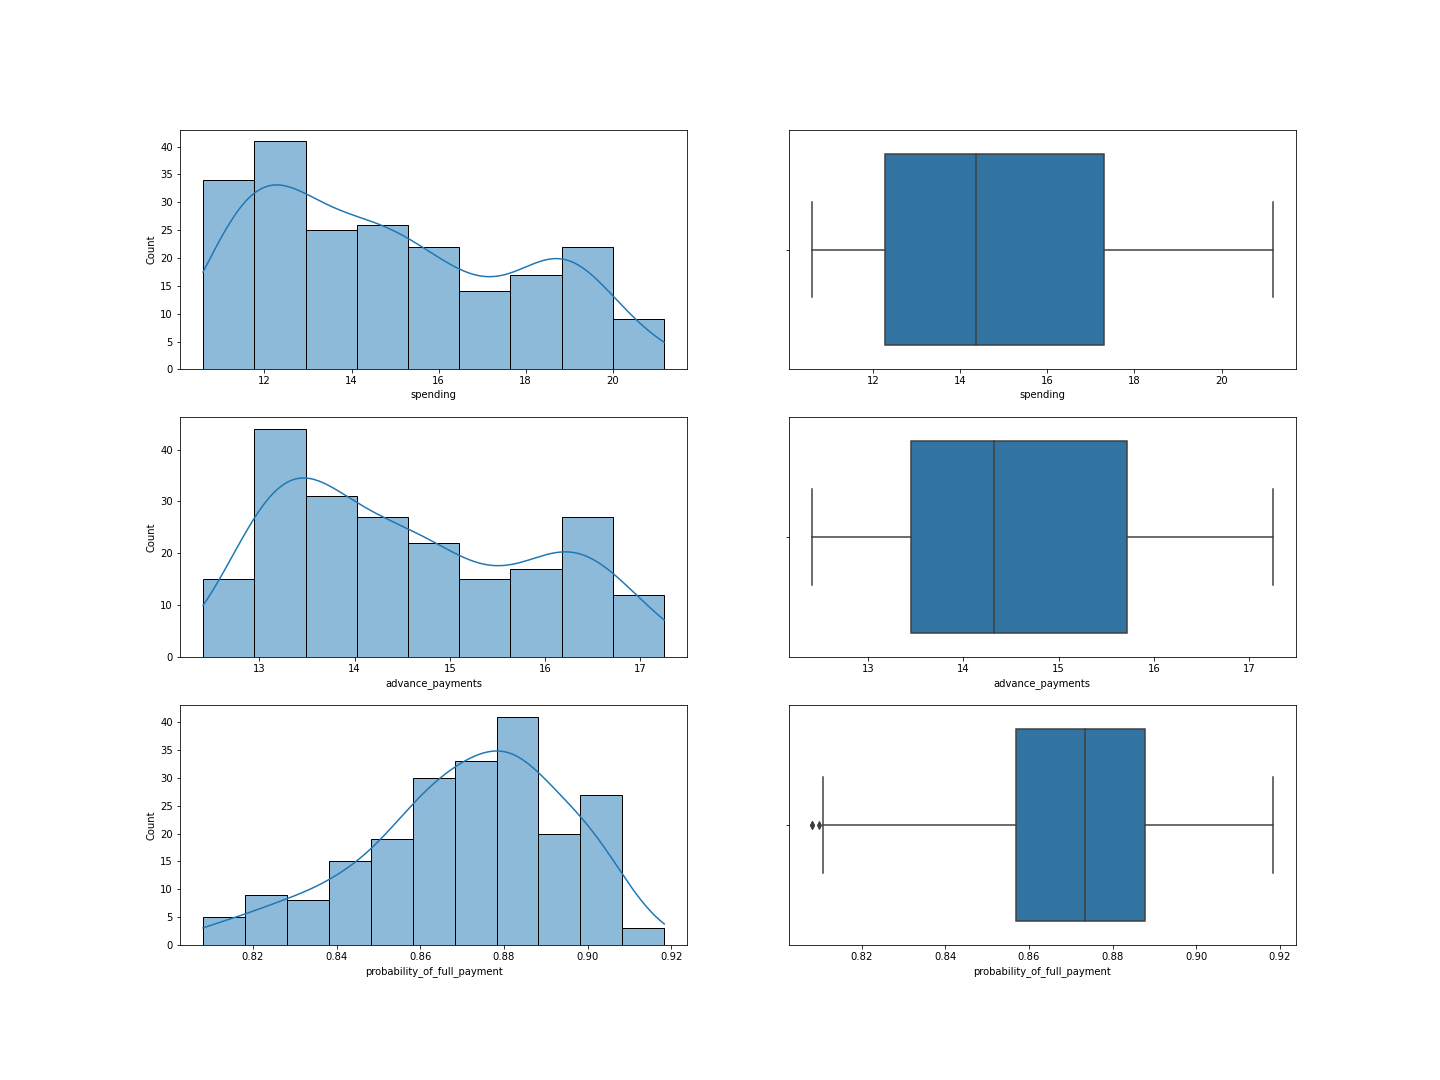 40
35
30
25
20
15
10
5
0
Count
12 14 16 18 20
spending
12 14 16 18 20
spending
40
30
20
10
0
Count
13 14 15 16 17
advance_payments
13 14 15 16 17
advance_payments
40
35
30
25
20
15
10
5
0
Count
0.82 0.84 0.86 0.88 0.90 0.92
probability_of_full_payment
0.82 0.84 0.86 0.88 0.90 0.92
probability_of_full_payment